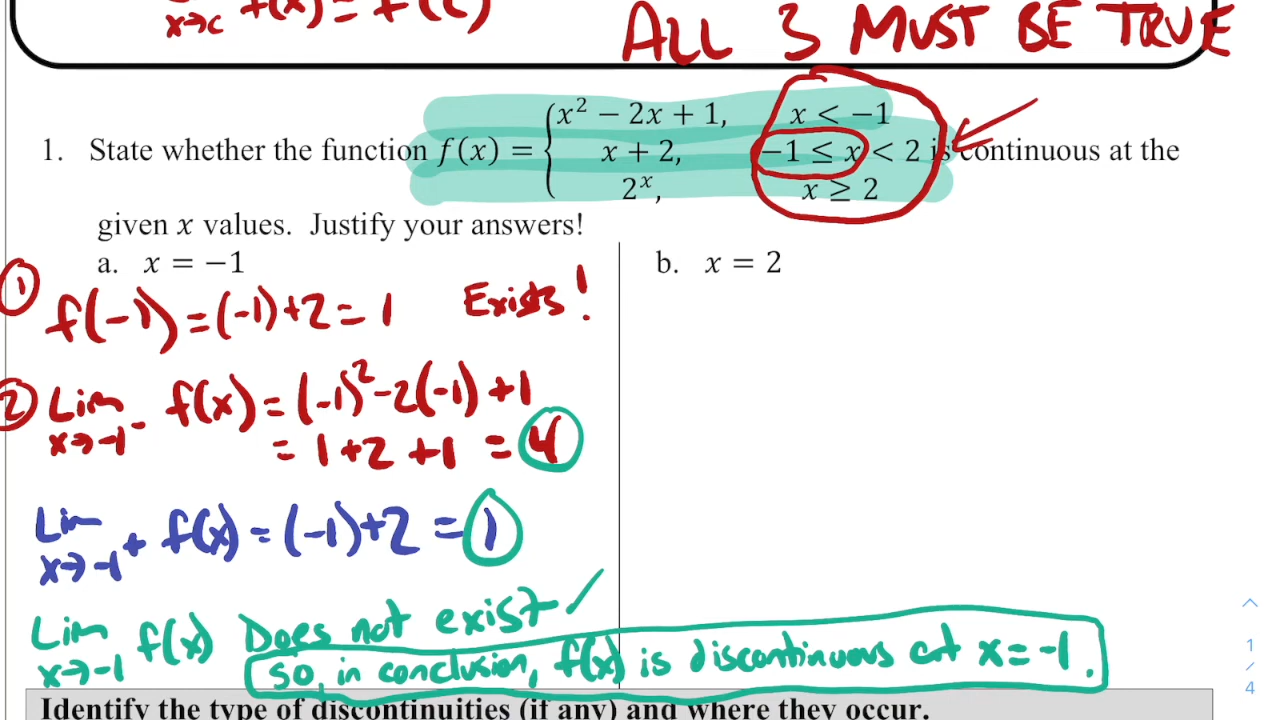 lim x→c f(x) = f(c)
ALL 3 MUST BE TRUE
x² − 2x + 1, x < −1
1. State whether the function f(x) = { x + 2, −1 ≤ x < 2 is continuous at the
2ˣ, x ≥ 2
given x values. Justify your answers!
a. x = −1
b. x = 2
① f(-1) = (-1)+2 = 1 Exists!
② Lim x→-1⁻ f(x) = (-1)²-2(-1)+1
= 1+2+1 = 4
Lim x→-1⁺ f(x) = (-1)+2 = 1
Lim x→-1 f(x) Does not exist ✓
so, in conclusion, f(x) is discontinuous at x=-1.
Identify the type of discontinuities (if any) and where they occur.
1
/
4